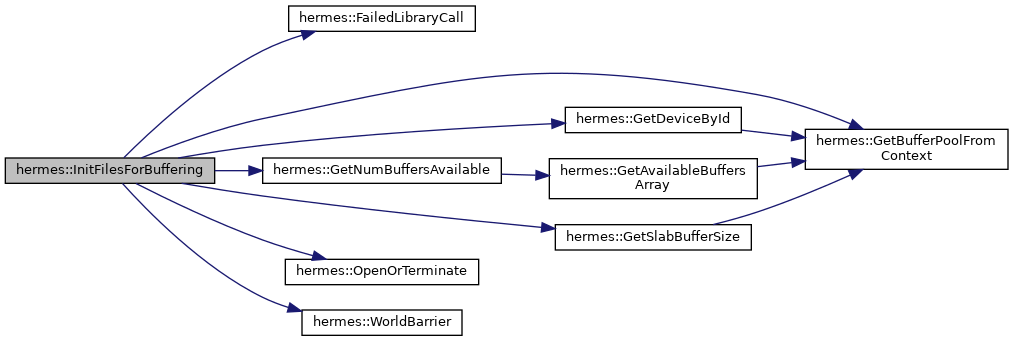 hermes::FailedLibraryCall
hermes::GetDeviceById
hermes::GetBufferPoolFrom
Context
hermes::InitFilesForBuffering
hermes::GetNumBuffersAvailable
hermes::GetAvailableBuffers
Array
hermes::GetSlabBufferSize
hermes::OpenOrTerminate
hermes::WorldBarrier